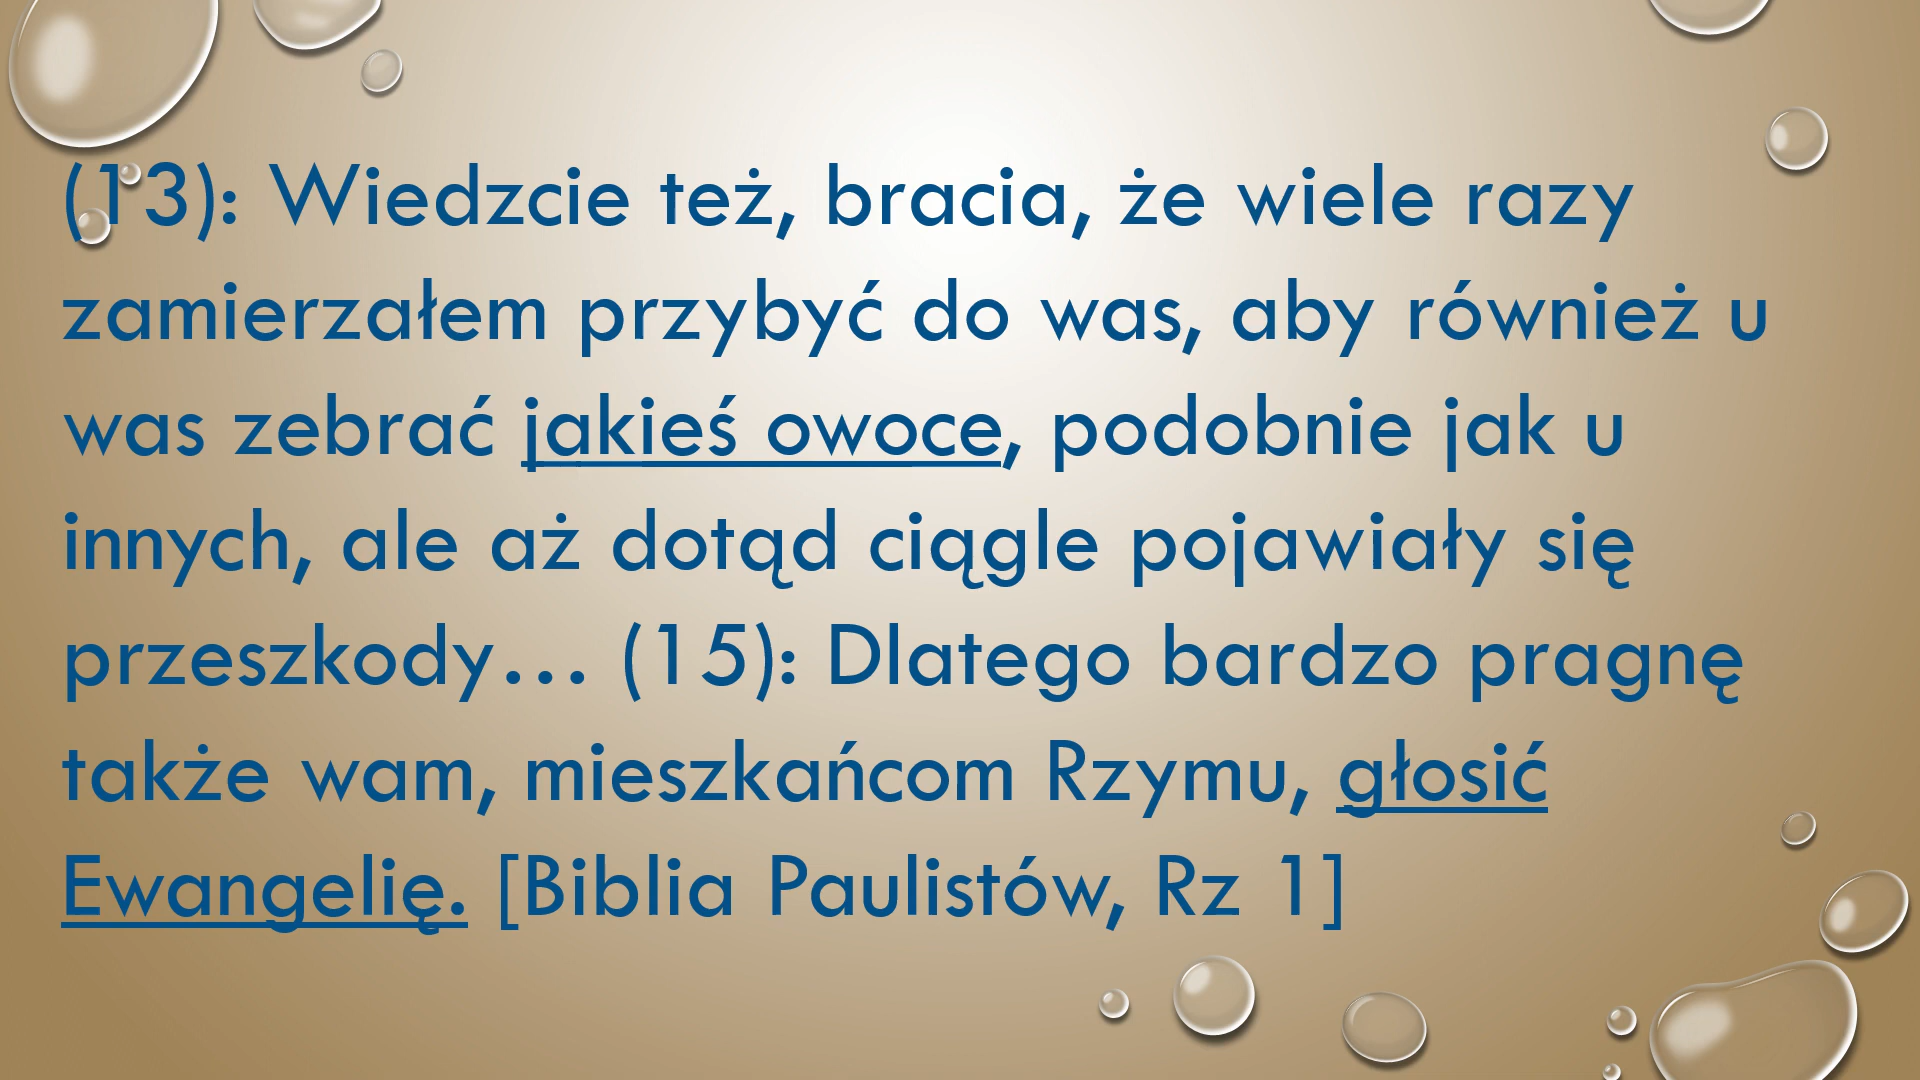 (13): Wiedzcie też, bracia, że wiele razy
zamierzałem przybyć do was, aby również u
was zebrać jakieś owoce, podobnie jak u
innych, ale aż dotąd ciągle pojawiały się
przeszkody… (15): Dlatego bardzo pragnę
także wam, mieszkańcom Rzymu, głosić
Ewangelię. [Biblia Paulistów, Rz 1]